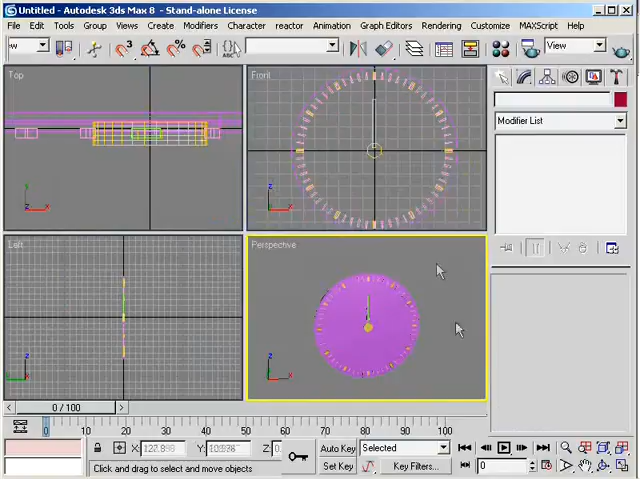 Untitled - Autodesk 3ds Max 8 - Stand-alone License
File Edit Tools Group Views Create Modifiers Character reactor Animation Graph Editors Rendering Customize MAXScript Help
ABC View
Top Front
Modifier List
Left Perspective
0 / 100
0 10 20 30 40 50 60 70 80 90 100
X: Y: Z: Auto Key Selected
Click and drag to select and move objects Set Key Key Filters... 0